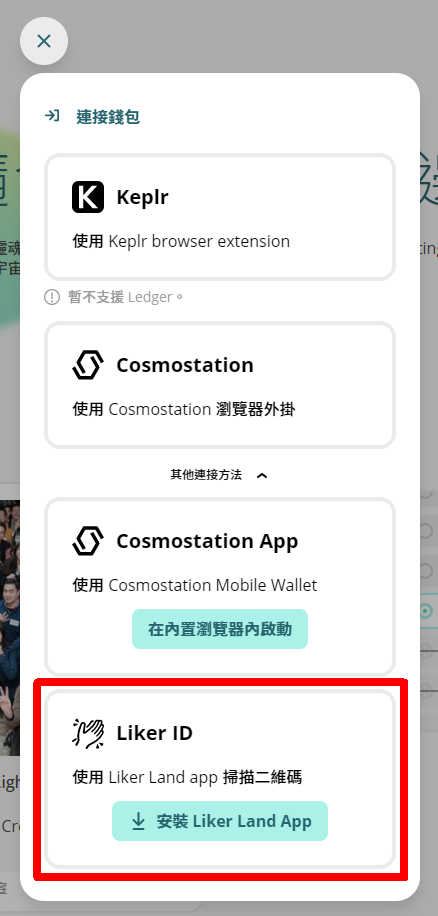 連接錢包
Keplr
使用 Keplr browser extension
暫不支援 Ledger。
Cosmostation
使用 Cosmostation 瀏覽器外掛
其他連接方法
Cosmostation App
使用 Cosmostation Mobile Wallet
在內置瀏覽器內啟動
Liker ID
使用 Liker Land app 掃描二維碼
安裝 Liker Land App